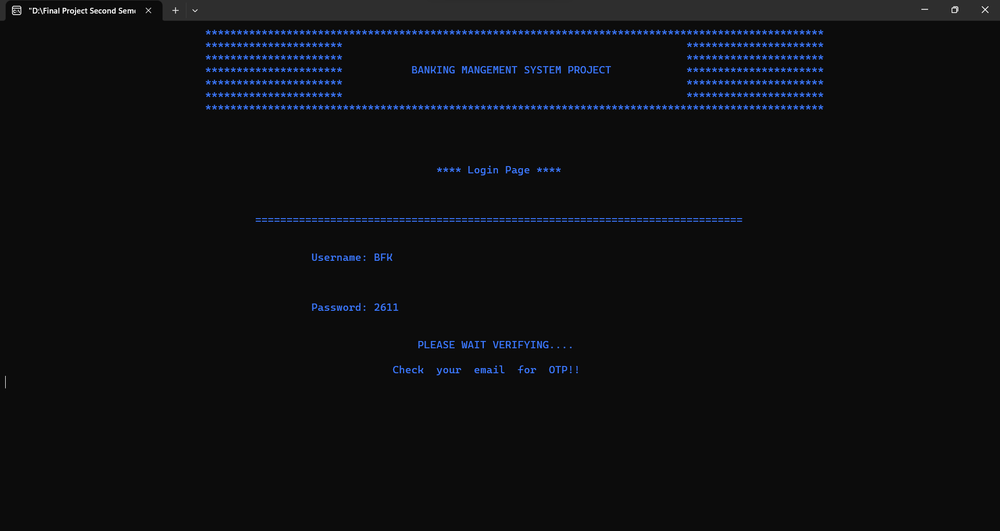 "D:\Final Project Second Seme
***************************************************************************************************
********************** **********************
********************** **********************
********************** BANKING MANGEMENT SYSTEM PROJECT **********************
********************** **********************
********************** **********************
***************************************************************************************************
**** Login Page ****
==============================================================================
Username: BFK
Password: 2611
PLEASE WAIT VERIFYING....
Check your email for OTP!!